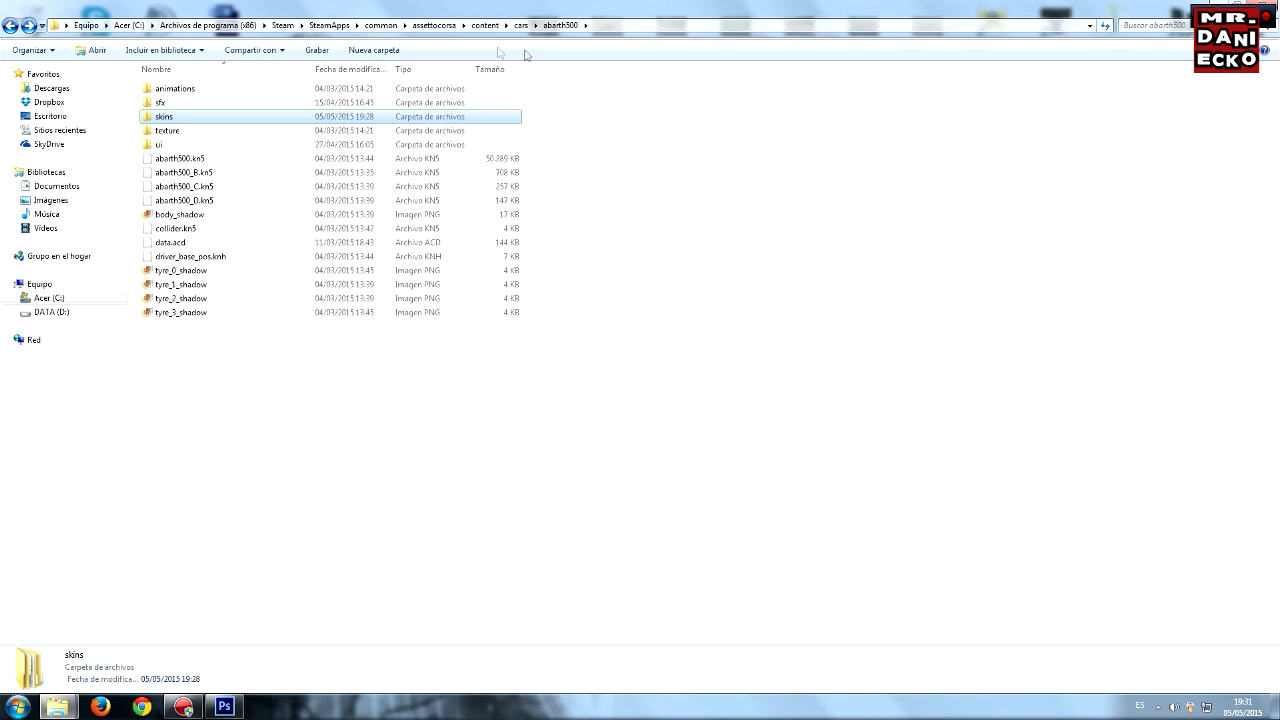 Equipo Acer (C:) Archivos de programa (x86) Steam SteamApps common assettocorsa content cars abarth500 Buscar abarth500
MR.
DANI
ECKO
Organizar Abrir Incluir en biblioteca Compartir con Grabar Nueva carpeta
Nombre Fecha de modifica... Tipo Tamaño
Favoritos
Descargas
Dropbox
Escritorio
Sitios recientes
SkyDrive
Bibliotecas
Documentos
Imágenes
Música
Vídeos
Grupo en el hogar
Equipo
Acer (C:)
DATA (D:)
Red
animations 04/03/2015 14:21 Carpeta de archivos
sfx 15/04/2015 16:45 Carpeta de archivos
skins 05/05/2015 19:28 Carpeta de archivos
texture 04/03/2015 14:21 Carpeta de archivos
ui 27/04/2015 16:05 Carpeta de archivos
abarth500.kn5 04/03/2015 13:44 Archivo KN5 50.289 KB
abarth500_B.kn5 04/03/2015 13:35 Archivo KN5 708 KB
abarth500_C.kn5 04/03/2015 13:39 Archivo KN5 257 KB
abarth500_D.kn5 04/03/2015 13:39 Archivo KN5 147 KB
body_shadow 04/03/2015 13:39 Imagen PNG 17 KB
collider.kn5 04/03/2015 13:42 Archivo KN5 4 KB
data.acd 11/03/2015 18:43 Archivo ACD 144 KB
driver_base_pos.knh 04/03/2015 13:44 Archivo KNH 7 KB
tyre_0_shadow 04/03/2015 13:45 Imagen PNG 4 KB
tyre_1_shadow 04/03/2015 13:39 Imagen PNG 4 KB
tyre_2_shadow 04/03/2015 13:39 Imagen PNG 4 KB
tyre_3_shadow 04/03/2015 13:45 Imagen PNG 4 KB
skins
Carpeta de archivos
Fecha de modifica... 05/05/2015 19:28
Ps
ES
19:31
05/05/2015